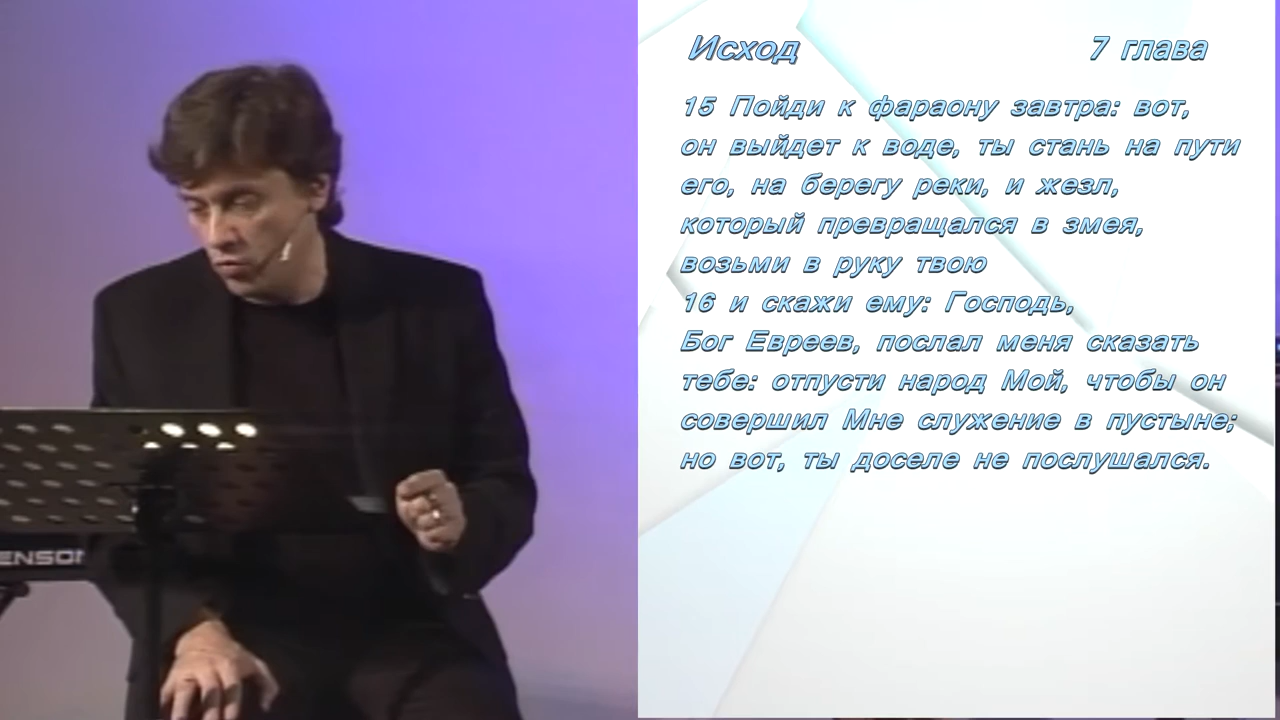 Исход 7 глава
15 Пойди к фараону завтра: вот,
он выйдет к воде, ты стань на пути
его, на берегу реки, и жезл,
который превращался в змея,
возьми в руку твою
16 и скажи ему: Господь,
Бог Евреев, послал меня сказать
тебе: отпусти народ Мой, чтобы он
совершил Мне служение в пустыне;
но вот, ты доселе не послушался.